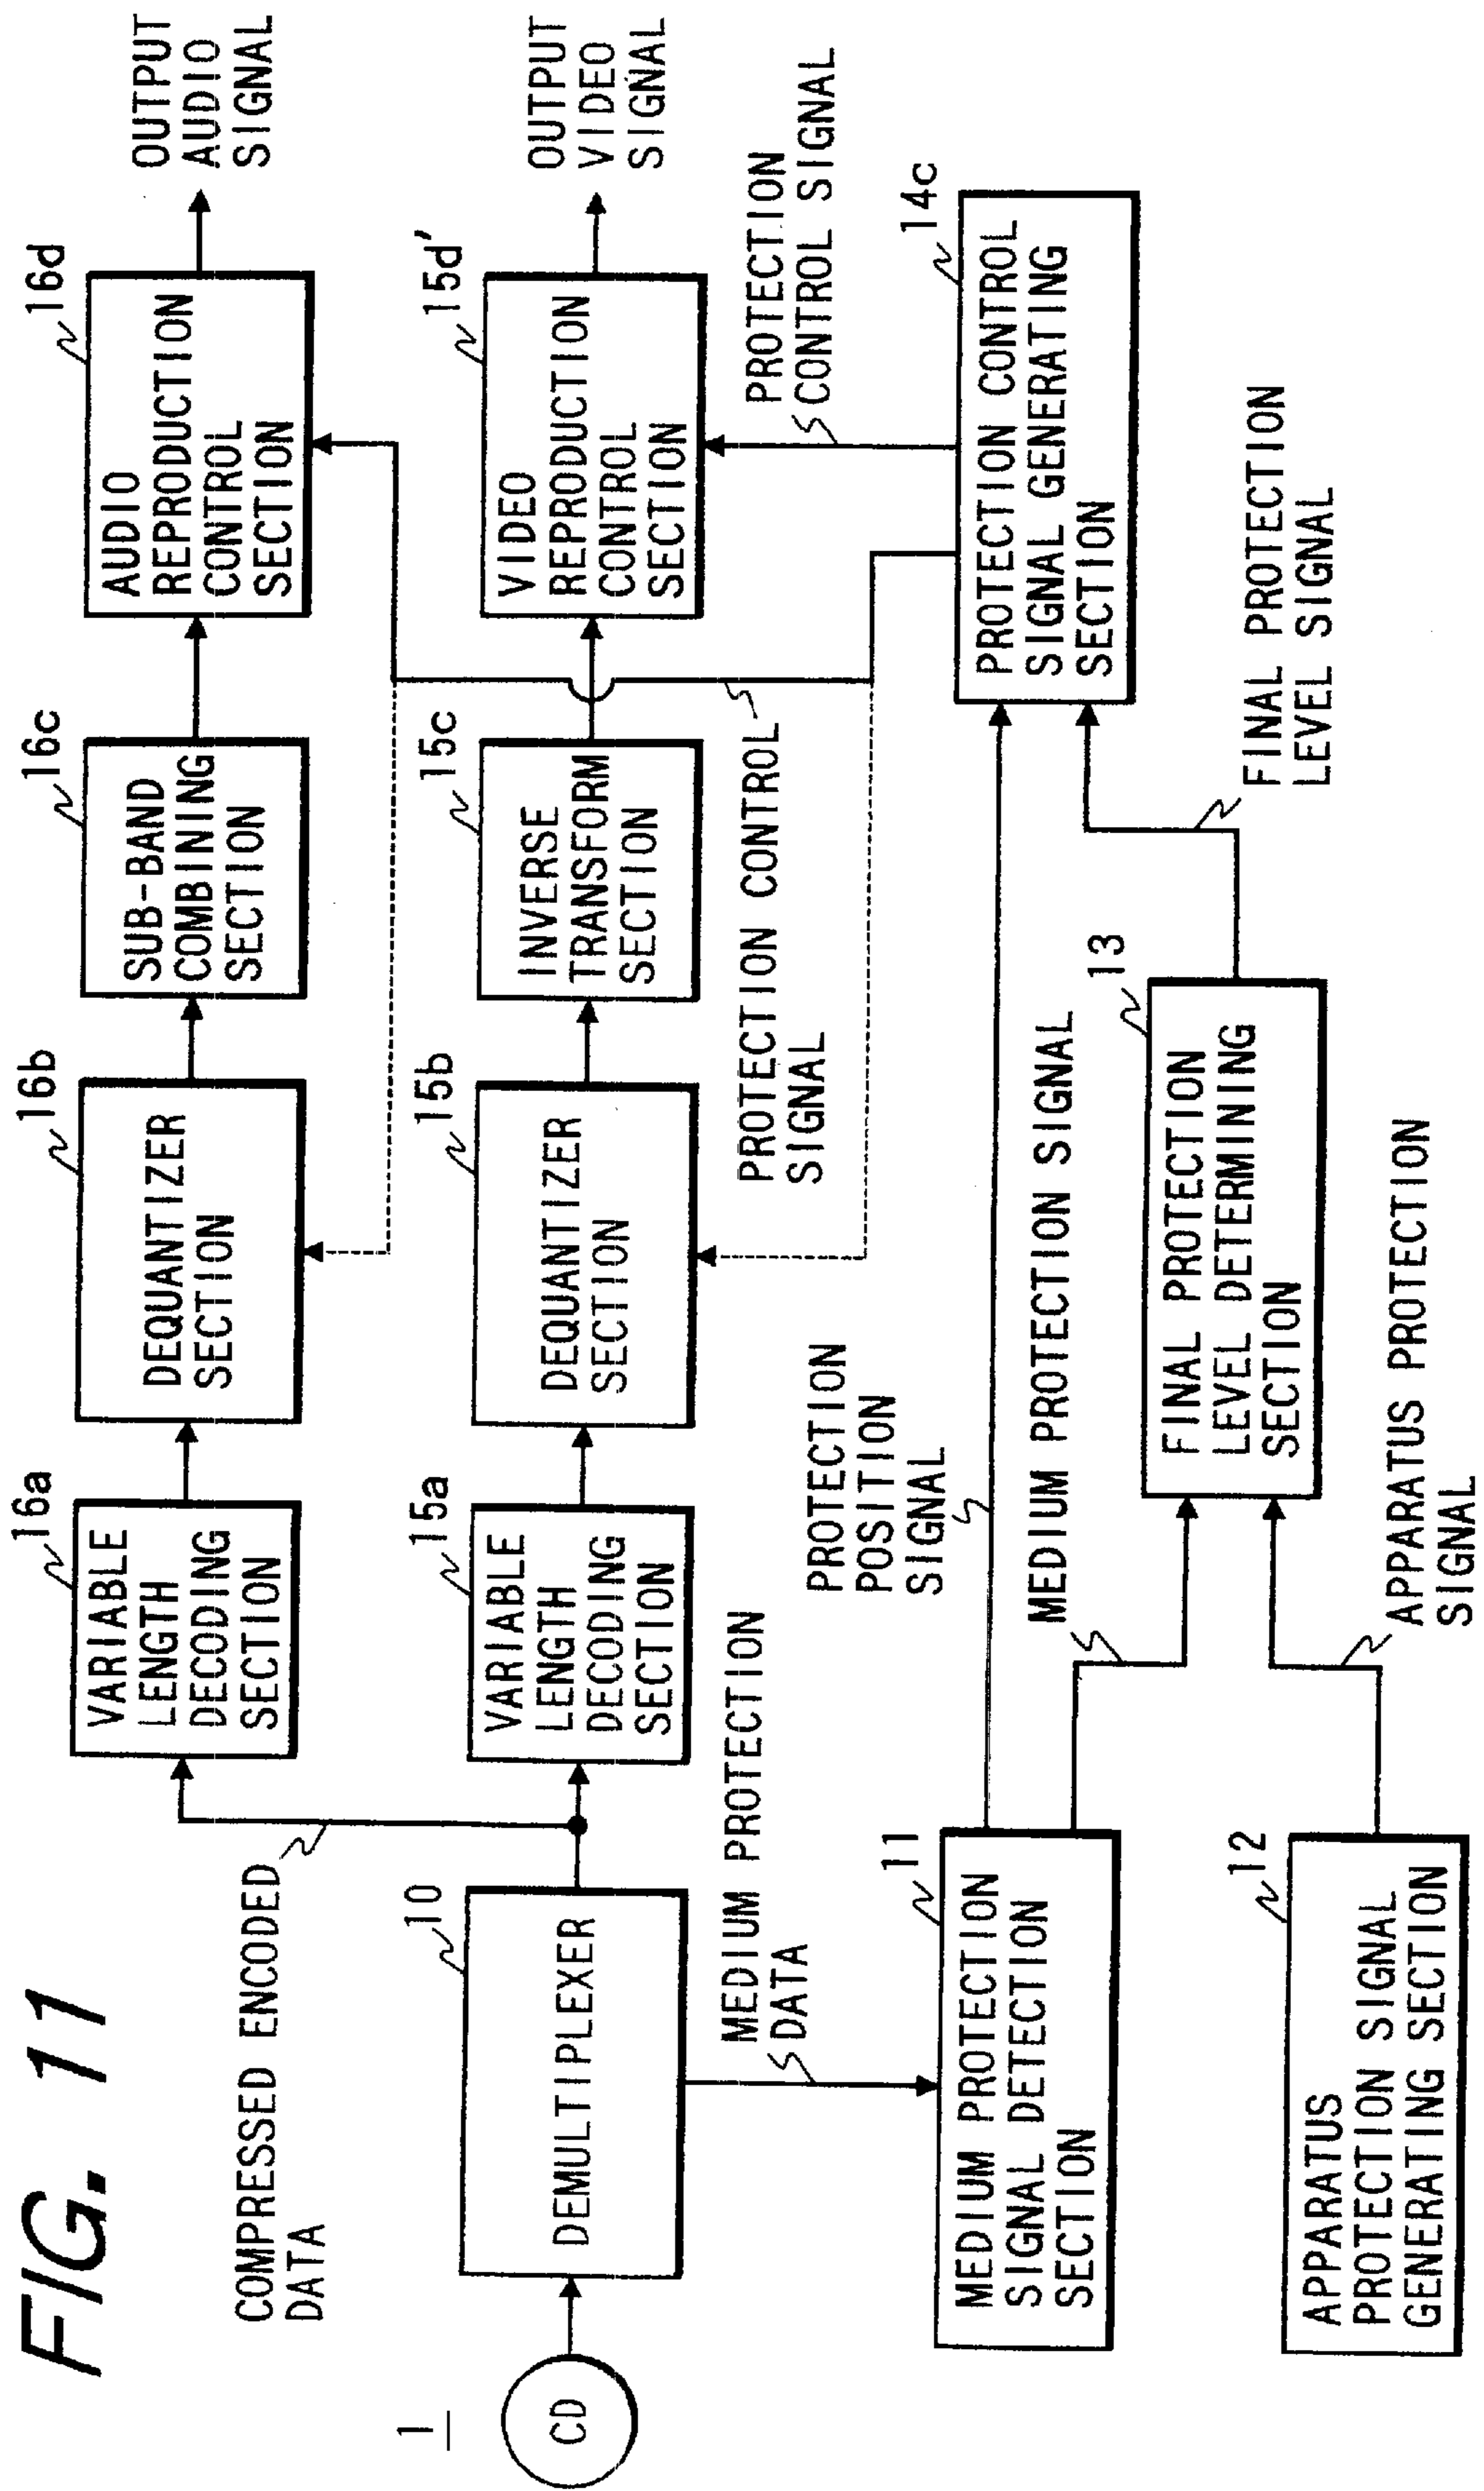 FIG. 11
1
CD
COMPRESSED ENCODED
DATA
10
DEMULTIPLEXER
MEDIUM PROTECTION
DATA
16a
VARIABLE
LENGTH
DECODING
SECTION
16b
DEQUANTIZER
SECTION
16c
SUB-BAND
COMBINING
SECTION
16d
AUDIO
REPRODUCTION
CONTROL
SECTION
OUTPUT
AUDIO
SIGNAL
15a
VARIABLE
LENGTH
DECODING
SECTION
15b
DEQUANTIZER
SECTION
15c
INVERSE
TRANSFORM
SECTION
15d'
VIDEO
REPRODUCTION
CONTROL
SECTION
OUTPUT
VIDEO
SIGNAL
PROTECTION CONTROL
SIGNAL
PROTECTION
CONTROL SIGNAL
PROTECTION
POSITION
SIGNAL
11
MEDIUM PROTECTION
SIGNAL DETECTION
SECTION
MEDIUM PROTECTION SIGNAL
14c
PROTECTION CONTROL
SIGNAL GENERATING
SECTION
12
APPARATUS
PROTECTION SIGNAL
GENERATING SECTION
APPARATUS PROTECTION
SIGNAL
13
FINAL PROTECTION
LEVEL DETERMINING
SECTION
FINAL PROTECTION
LEVEL SIGNAL